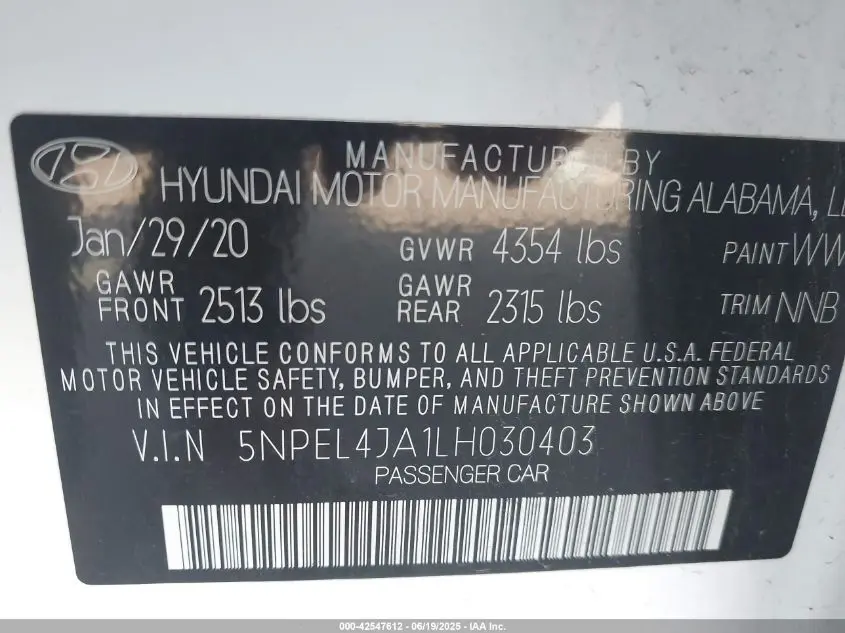 MANUFACTURED BY
HYUNDAI MOTOR MANUFACTURING ALABAMA,
Jan/29/20 GVWR 4354 lbs PAINT WW
GAWR FRONT 2513 lbs GAWR REAR 2315 lbs TRIM NNB
THIS VEHICLE CONFORMS TO ALL APPLICABLE U.S.A. FEDERAL
MOTOR VEHICLE SAFETY, BUMPER, AND THEFT PREVENTION STANDARDS
IN EFFECT ON THE DATE OF MANUFACTURE SHOWN ABOVE
V.I.N 5NPEL4JA1LH030403
PASSENGER CAR
000-42547612 - 06/19/2025 - IAA Inc.